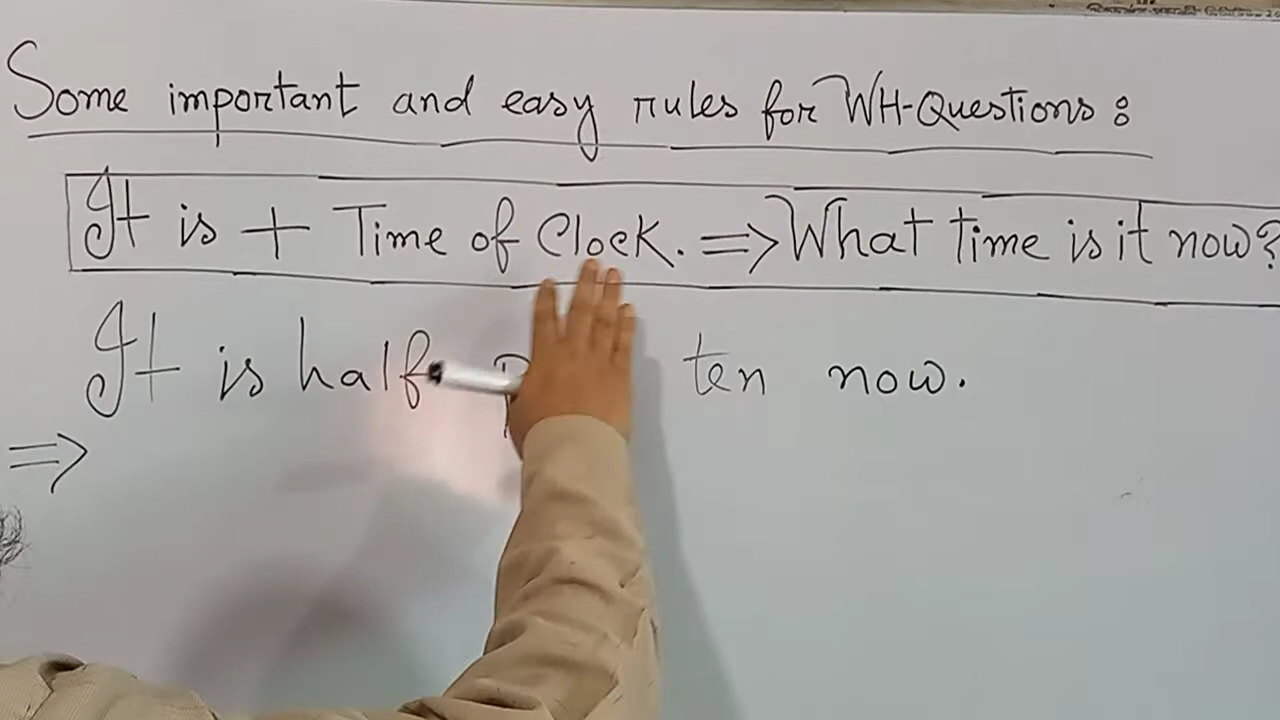 Some important and easy rules for WH-Questions :
It is + Time of Clock. => What time is it now?
It is half ten now.
=>